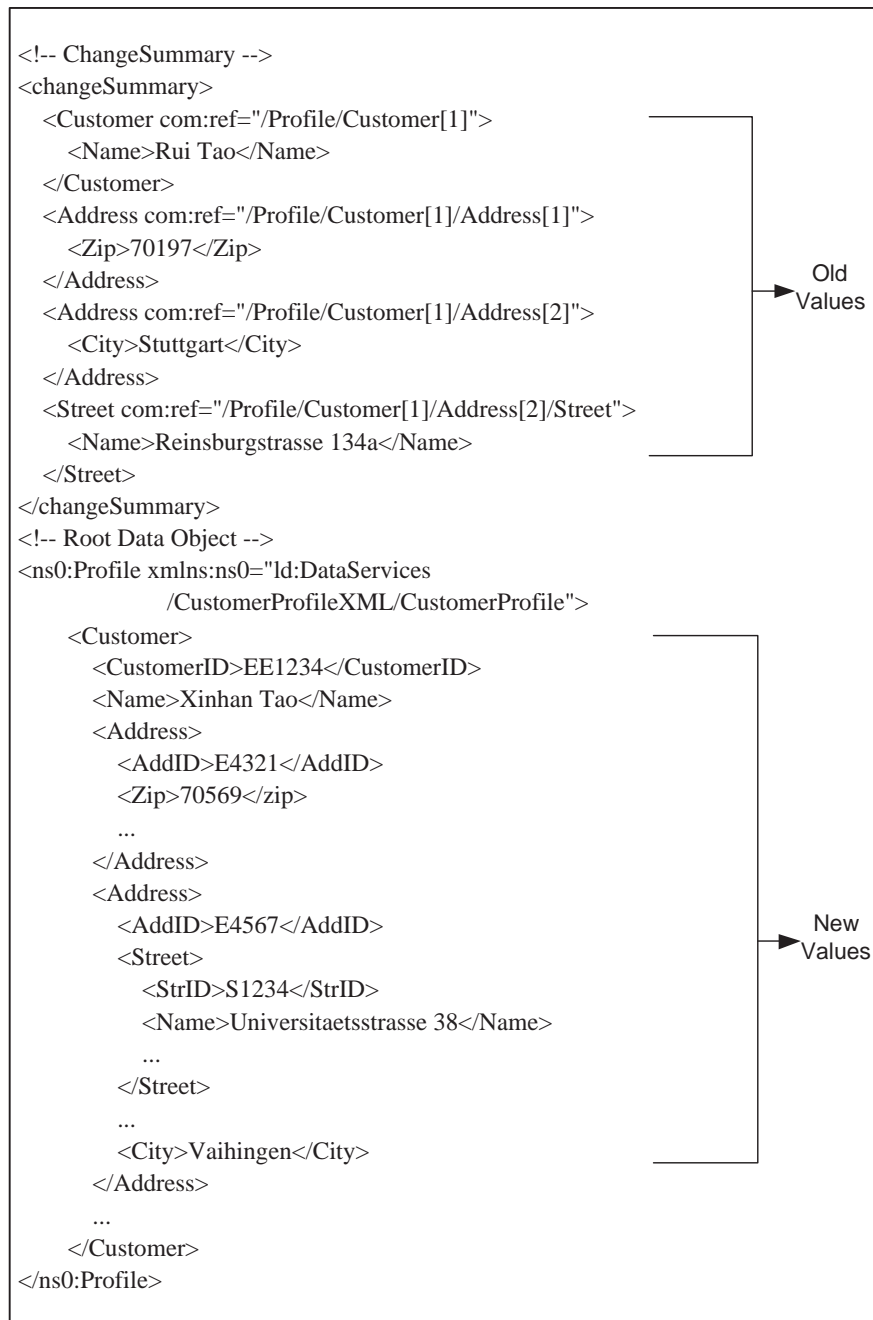 <!-- ChangeSummary -->
<changeSummary>
<Customer com:ref="/Profile/Customer[1]">
<Name>Rui Tao</Name>
</Customer>
<Address com:ref="/Profile/Customer[1]/Address[1]">
<Zip>70197</Zip>
</Address>
<Address com:ref="/Profile/Customer[1]/Address[2]">
<City>Stuttgart</City>
</Address>
<Street com:ref="/Profile/Customer[1]/Address[2]/Street">
<Name>Reinsburgstrasse 134a</Name>
</Street>
</changeSummary>
Old
Values
<!-- Root Data Object -->
<ns0:Profile xmlns:ns0="ld:DataServices
/CustomerProfileXML/CustomerProfile">
<Customer>
<CustomerID>EE1234</CustomerID>
<Name>Xinhan Tao</Name>
<Address>
<AddID>E4321</AddID>
<Zip>70569</zip>
...
</Address>
<Address>
<AddID>E4567</AddID>
<Street>
<StrID>S1234</StrID>
<Name>Universitaetsstrasse 38</Name>
...
</Street>
...
<City>Vaihingen</City>
</Address>
...
</Customer>
</ns0:Profile>
New
Values